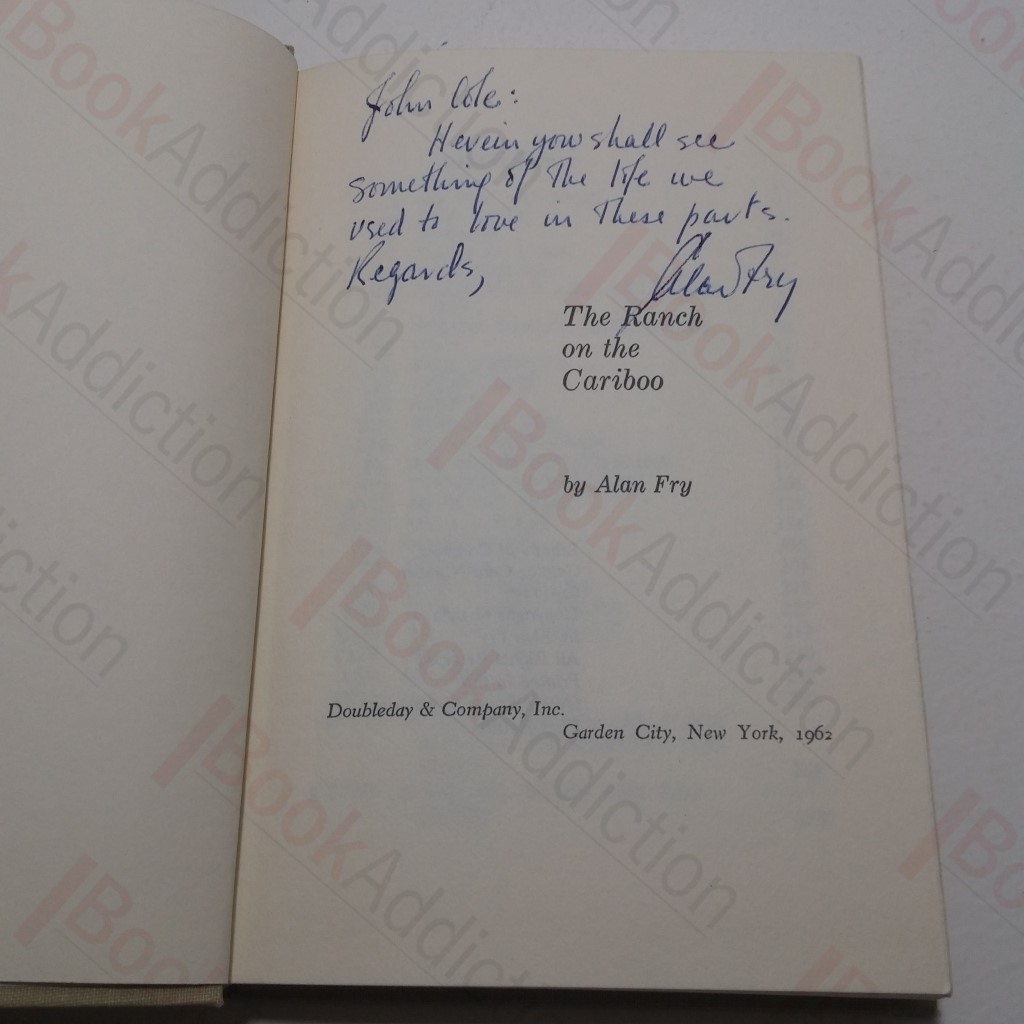 John Cole:
Herein you shall see
something of the life we
used to love in these parts.
Regards,
Alan Fry
The Ranch
on the
Cariboo
by Alan Fry
Doubleday & Company, Inc.
Garden City, New York, 1962
BookAddiction